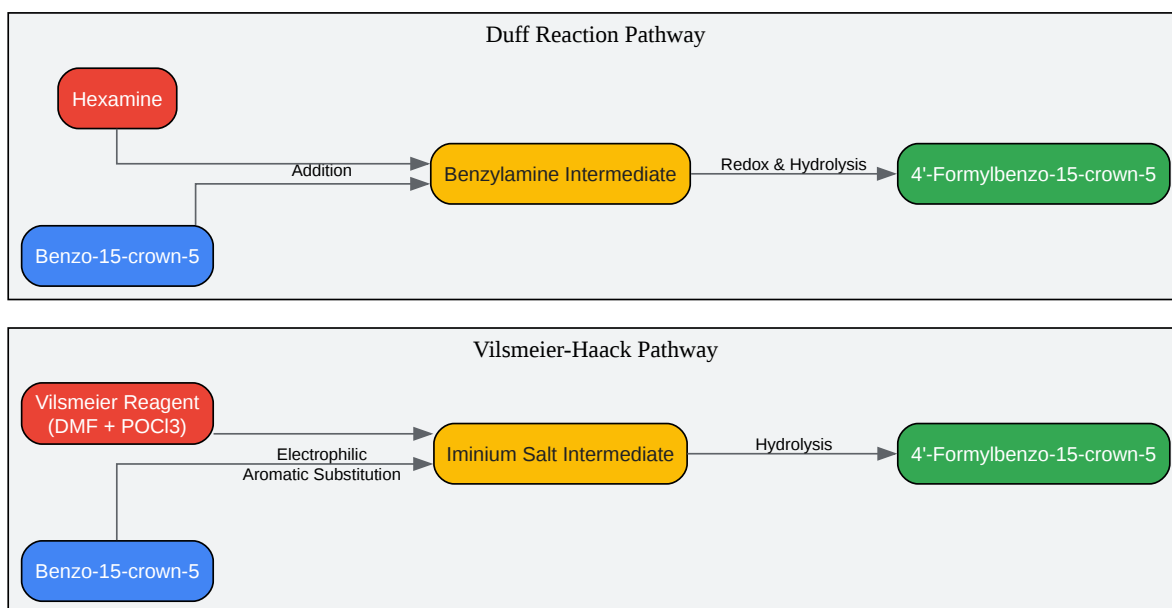 Duff Reaction Pathway
Hexamine
Addition
Benzo-15-crown-5
Benzylamine Intermediate
Redox & Hydrolysis
4'-Formylbenzo-15-crown-5
Vilsmeier-Haack Pathway
Vilsmeier Reagent
(DMF + POCl3)
Electrophilic
Aromatic Substitution
Benzo-15-crown-5
Iminium Salt Intermediate
Hydrolysis
4'-Formylbenzo-15-crown-5